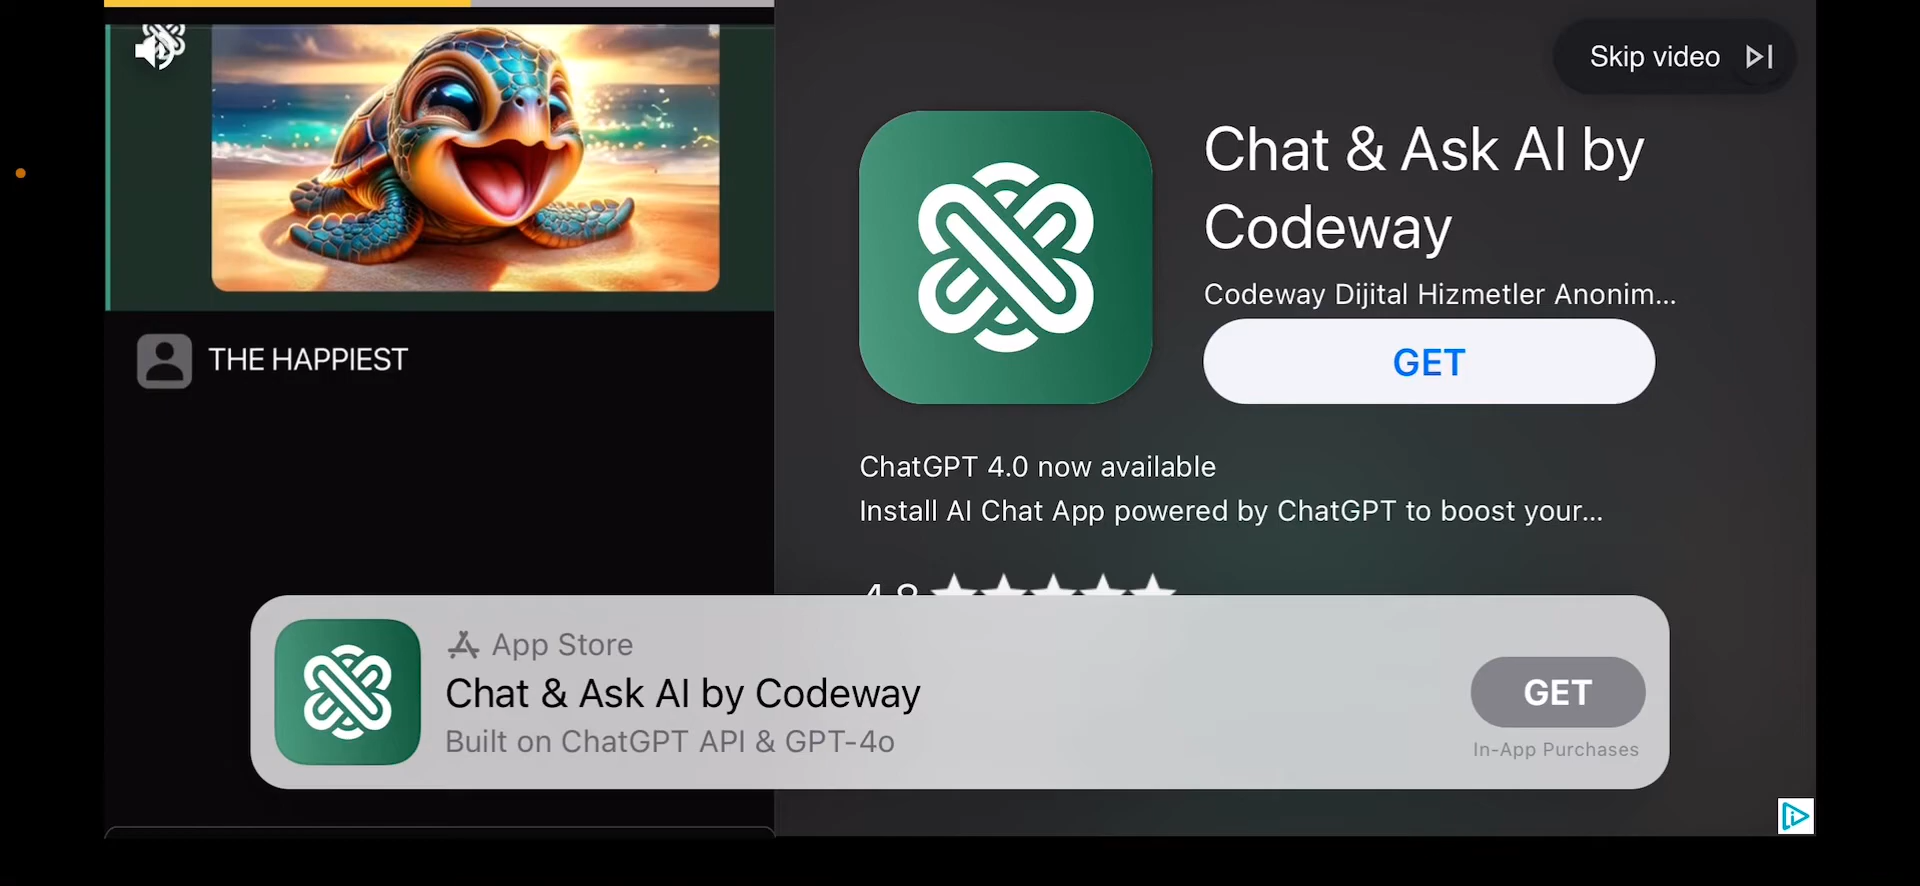 Skip video
THE HAPPIEST
Chat & Ask AI by
Codeway
Codeway Dijital Hizmetler Anonim...
GET
ChatGPT 4.0 now available
Install AI Chat App powered by ChatGPT to boost your...
4.8
App Store
Chat & Ask AI by Codeway
Built on ChatGPT API & GPT-4o
GET
In-App Purchases